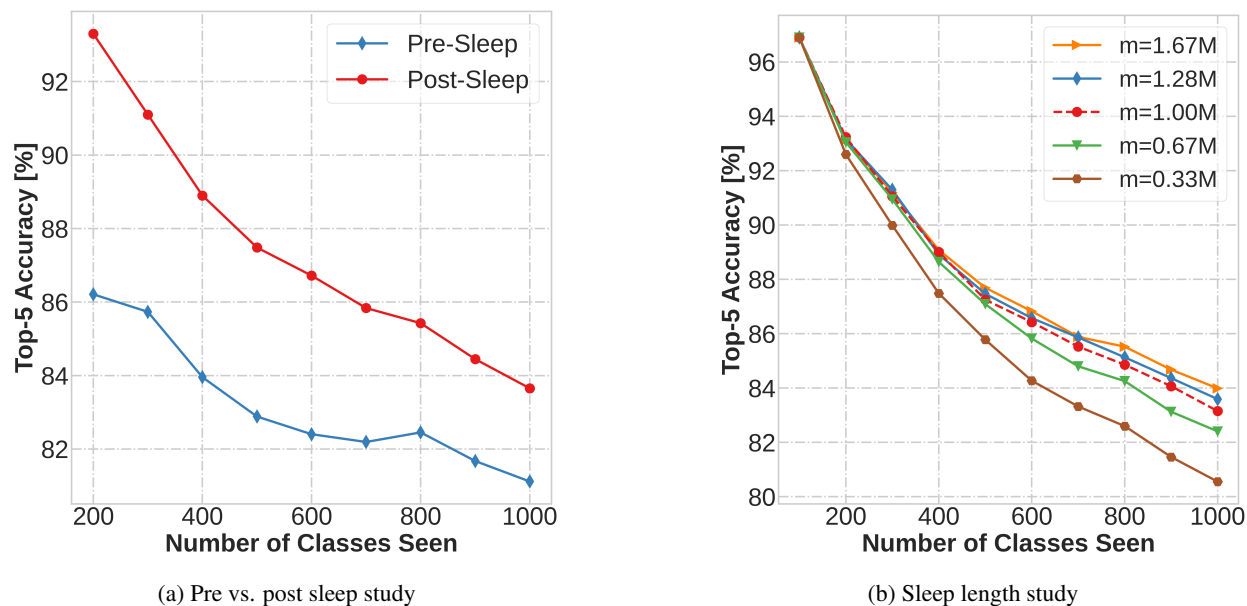 Top-5 Accuracy [%]
92
90
88
86
84
82
200
400
600
800
1000
Number of Classes Seen
Pre-Sleep
Post-Sleep
(a) Pre vs. post sleep study
Top-5 Accuracy [%]
96
94
92
90
88
86
84
82
80
200
400
600
800
1000
Number of Classes Seen
m=1.67M
m=1.28M
m=1.00M
m=0.67M
m=0.33M
(b) Sleep length study